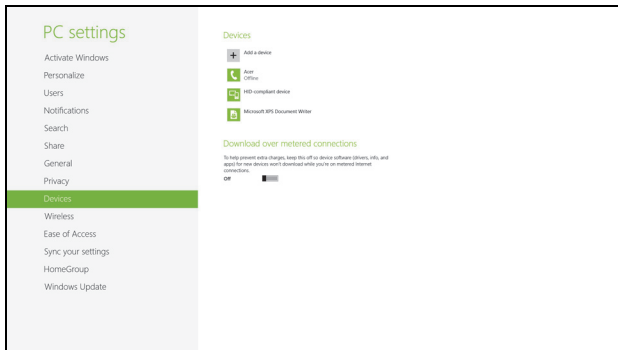 PC settings
Activate Windows
Personalize
Users
Notifications
Search
Share
General
Privacy
Devices
Wireless
Ease of Access
Sync your settings
HomeGroup
Windows Update
Devices
Add a device
Acer
Offline
HID-compliant device
Microsoft XPS Document Writer
Download over metered connections
To help prevent extra charges, keep this off so device software (drivers, info, and
apps) for new devices won't download while you're on metered Internet
connections.
Off